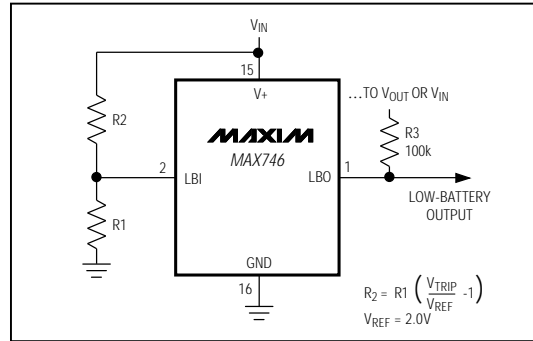 VIN
15
V+
...TO VOUT OR VIN
R2
R3
100k
MAXIM
MAX746
2
LBI
LBO
1
LOW-BATTERY
OUTPUT
R1
GND
16
R2 = R1 ( VTRIP / VREF -1 )
VREF = 2.0V